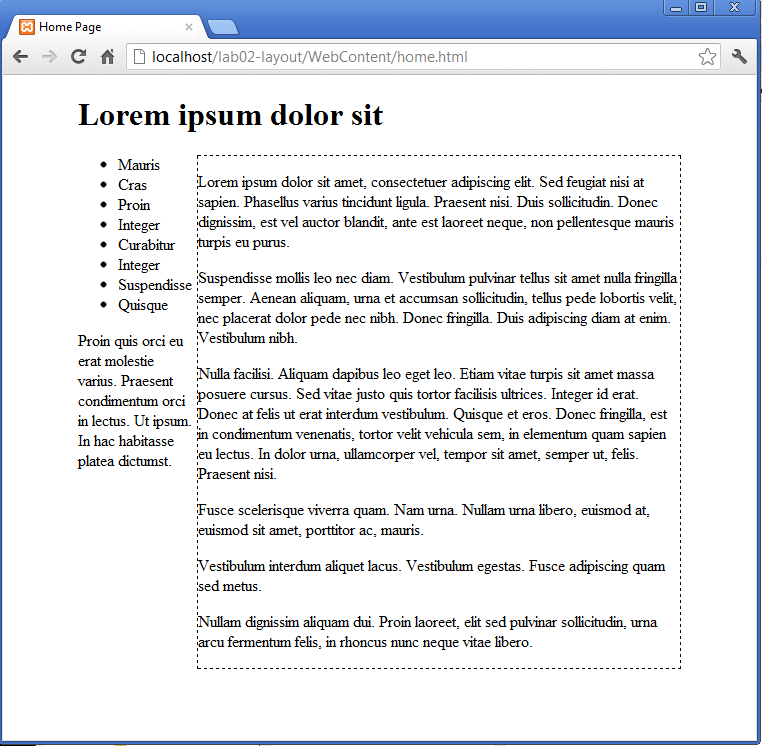 Home Page
localhost/lab02-layout/WebContent/home.html
Lorem ipsum dolor sit
Mauris
Cras
Proin
Integer
Curabitur
Integer
Suspendisse
Quisque
Proin quis orci eu
erat molestie
varius. Praesent
condimentum orci
in lectus. Ut ipsum.
In hac habitasse
platea dictumst.
Lorem ipsum dolor sit amet, consectetuer adipiscing elit. Sed feugiat nisi at
sapien. Phasellus varius tincidunt ligula. Praesent nisi. Duis sollicitudin. Donec
dignissim, est vel auctor blandit, ante est laoreet neque, non pellentesque mauris
turpis eu purus.
Suspendisse mollis leo nec diam. Vestibulum pulvinar tellus sit amet nulla fringilla
semper. Aenean aliquam, urna et accumsan sollicitudin, tellus pede lobortis velit,
nec placerat dolor pede nec nibh. Donec fringilla. Duis adipiscing diam at enim.
Vestibulum nibh.
Nulla facilisi. Aliquam dapibus leo eget leo. Etiam vitae turpis sit amet massa
posuere cursus. Sed vitae justo quis tortor facilisis ultrices. Integer id erat.
Donec at felis ut erat interdum vestibulum. Quisque et eros. Donec fringilla, est
in condimentum venenatis, tortor velit vehicula sem, in elementum quam sapien
eu lectus. In dolor urna, ullamcorper vel, tempor sit amet, semper ut, felis.
Praesent nisi.
Fusce scelerisque viverra quam. Nam urna. Nullam urna libero, euismod at,
euismod sit amet, porttitor ac, mauris.
Vestibulum interdum aliquet lacus. Vestibulum egestas. Fusce adipiscing quam
sed metus.
Nullam dignissim aliquam dui. Proin laoreet, elit sed pulvinar sollicitudin, urna
arcu fermentum felis, in rhoncus nunc neque vitae libero.